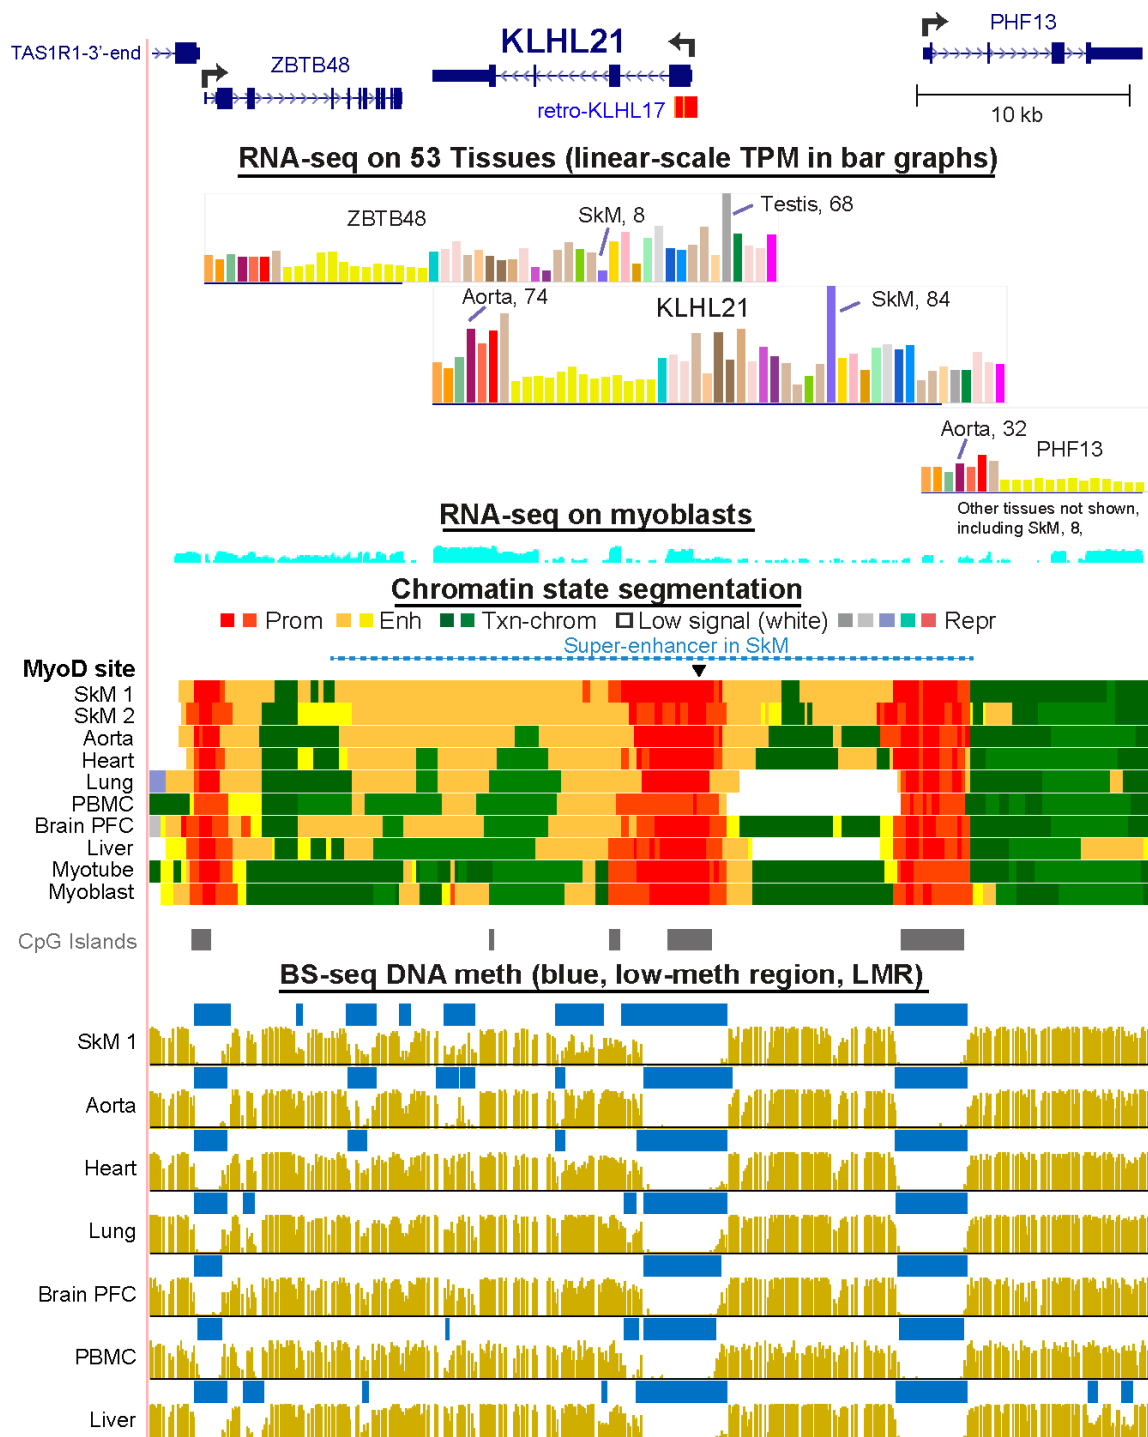 PHF13
KLHL21
TAS1R1-3'-end
ZBTB48
retro-KLHL17
10 kb
RNA-seq on 53 Tissues (linear-scale TPM in bar graphs)
ZBTB48
SkM, 8
Testis, 68
Aorta, 74
KLHL21
SkM, 84
Aorta, 32
PHF13
Other tissues not shown,
including SkM, 8,
RNA-seq on myoblasts
Chromatin state segmentation
Prom Enh Txn-chrom Low signal (white) Repr
Super-enhancer in SkM
MyoD site
SkM 1
SkM 2
Aorta
Heart
Lung
PBMC
Brain PFC
Liver
Myotube
Myoblast
CpG Islands
BS-seq DNA meth (blue, low-meth region, LMR)
SkM 1
Aorta
Heart
Lung
Brain PFC
PBMC
Liver